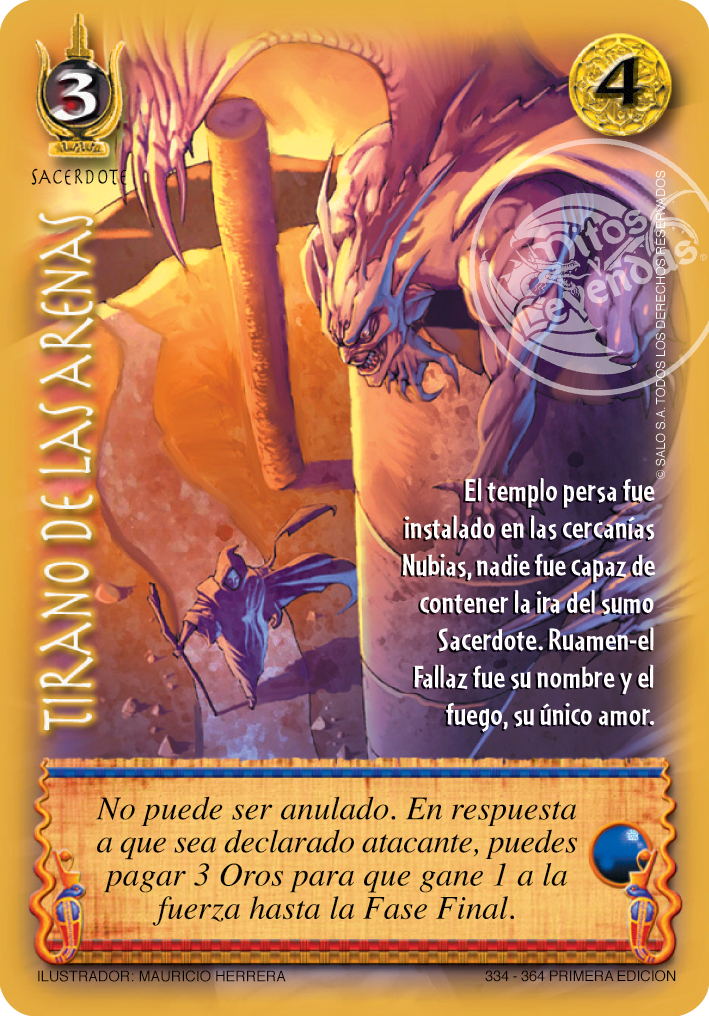 3
4
SACERDOTE
TIRANO DE LAS ARENAS
Mitos
Leyendas
®
© SALO S.A. TODOS LOS DERECHOS RESERVADOS
El templo persa fue
instalado en las cercanías
Nubias, nadie fue capaz de
contener la ira del sumo
Sacerdote. Ruamen-el
Fallaz fue su nombre y el
fuego, su único amor.
No puede ser anulado. En respuesta
a que sea declarado atacante, puedes
pagar 3 Oros para que gane 1 a la
fuerza hasta la Fase Final.
ILUSTRADOR: MAURICIO HERRERA
334 - 364 PRIMERA EDICION